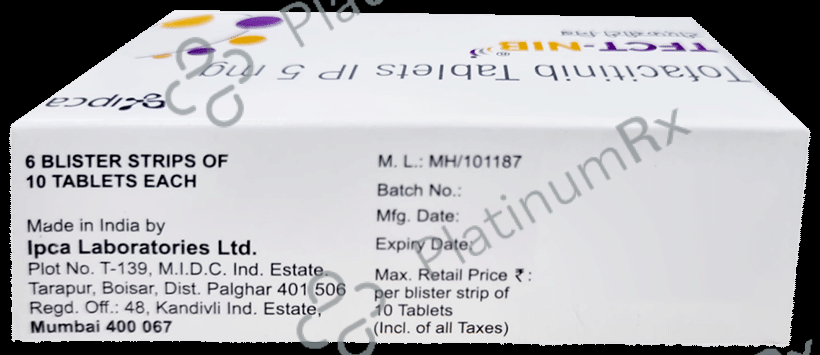 TFCT-NIB®
Tofacitinib Tablets IP 5 mg
ipca
6 BLISTER STRIPS OF
10 TABLETS EACH
Made in India by
Ipca Laboratories Ltd.
Plot No. T-139, M.I.D.C. Ind. Estate,
Tarapur, Boisar, Dist. Palghar 401 506
Regd. Off.: 48, Kandivli Ind. Estate,
Mumbai 400 067
M. L.: MH/101187
Batch No.:
Mfg. Date:
Expiry Date:
Max. Retail Price ₹:
per blister strip of
10 Tablets
(Incl. of all Taxes)
PlatinumRx
PlatinumRx
Rx